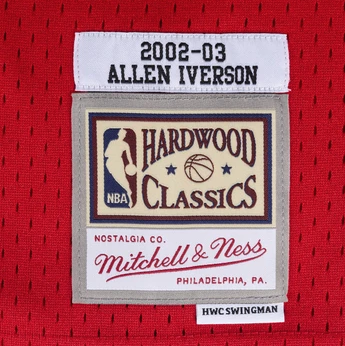 2002-03
ALLEN IVERSON
HARDWOOD
CLASSICS
NBA
NOSTALGIA CO.
Mitchell & Ness
PHILADELPHIA, PA.
HWC SWINGMAN